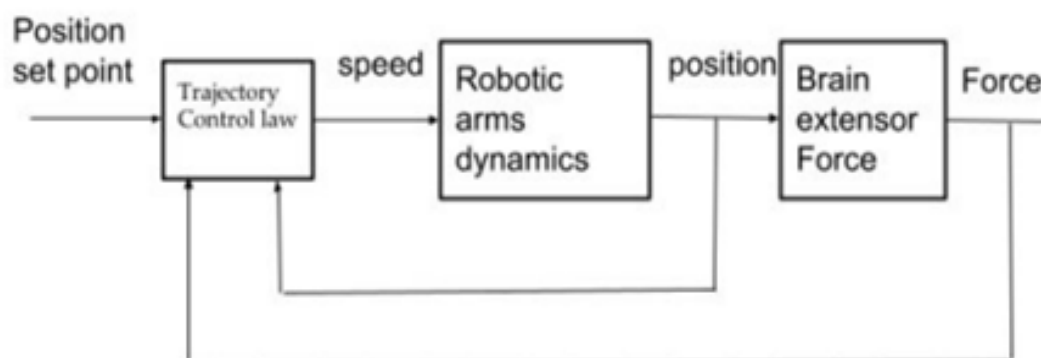 Position
set point
Trajectory
Control law
speed
Robotic
arms
dynamics
position
Brain
extensor
Force
Force